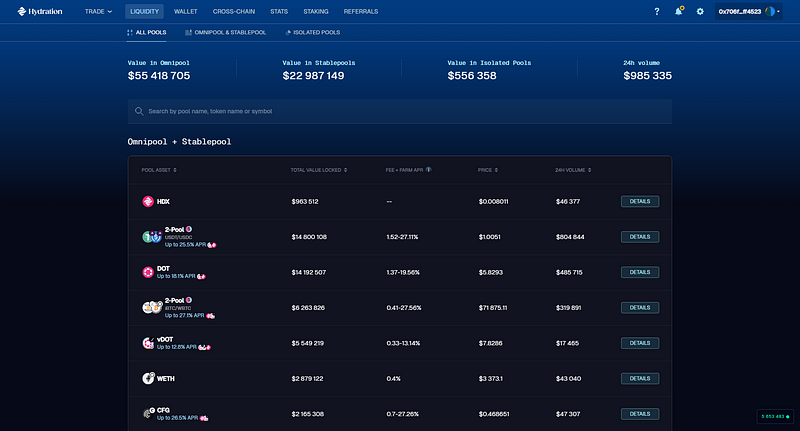 Hydration TRADE LIQUIDITY WALLET CROSS-CHAIN STATS STAKING REFERRALS ? 0x706f...ff4523
ALL POOLS OMNIPOOL & STABLEPOOL ISOLATED POOLS
Value in Omnipool Value in Stablepools Value in Isolated Pools 24h volume
$55 418 705 $22 987 149 $556 358 $985 335
Search by pool name, token name or symbol
Omnipool + Stablepool
POOL ASSET TOTAL VALUE LOCKED FEE + FARM APR PRICE 24H VOLUME
HDX $963 512 -- $0.008011 $46 377 DETAILS
2-Pool
USDT/USDC $14 800 108 1.52-27.11% $1.0051 $804 844 DETAILS
Up to 25.5% APR
DOT $14 192 507 1.37-19.56% $5.8293 $485 715 DETAILS
Up to 18.1% APR
2-Pool
iBTC/WBTC $6 263 826 0.41-27.56% $71 875.11 $319 891 DETAILS
Up to 27.1% APR
vDOT $5 549 219 0.33-13.14% $7.8286 $17 465 DETAILS
Up to 12.8% APR
WETH $2 879 122 0.4% $3 373.1 $43 040 DETAILS
CFG $2 165 308 0.7-27.26% $0.468651 $47 307 DETAILS
Up to 26.5% APR
5 653 483